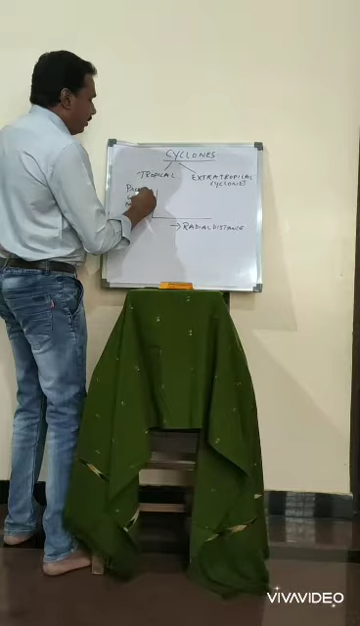 CYCLONES
TROPICAL
EXTRATROPICAL
CYCLONES
→ RADIAL DISTANCE
VIVAVIDEO